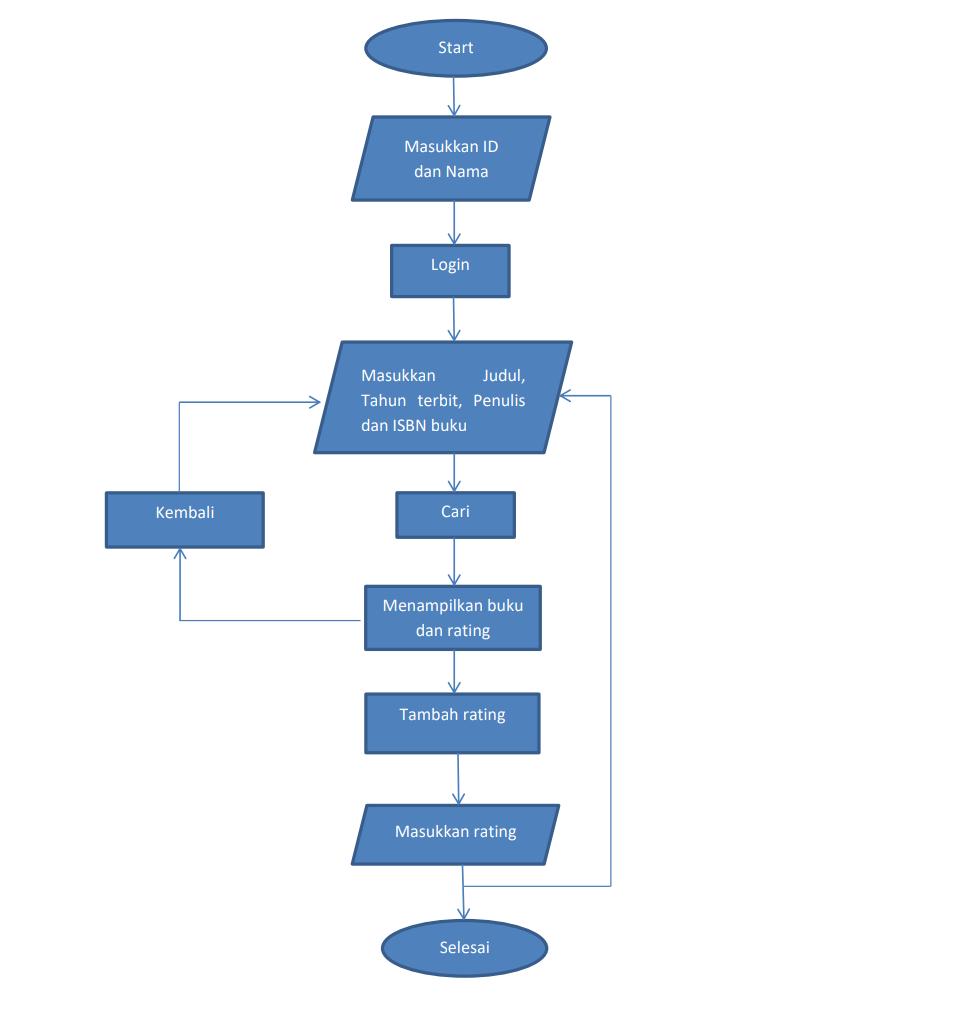 Start
Masukkan ID
dan Nama
Login
Masukkan Judul,
Tahun terbit, Penulis
dan ISBN buku
Kembali
Cari
Menampilkan buku
dan rating
Tambah rating
Masukkan rating
Selesai